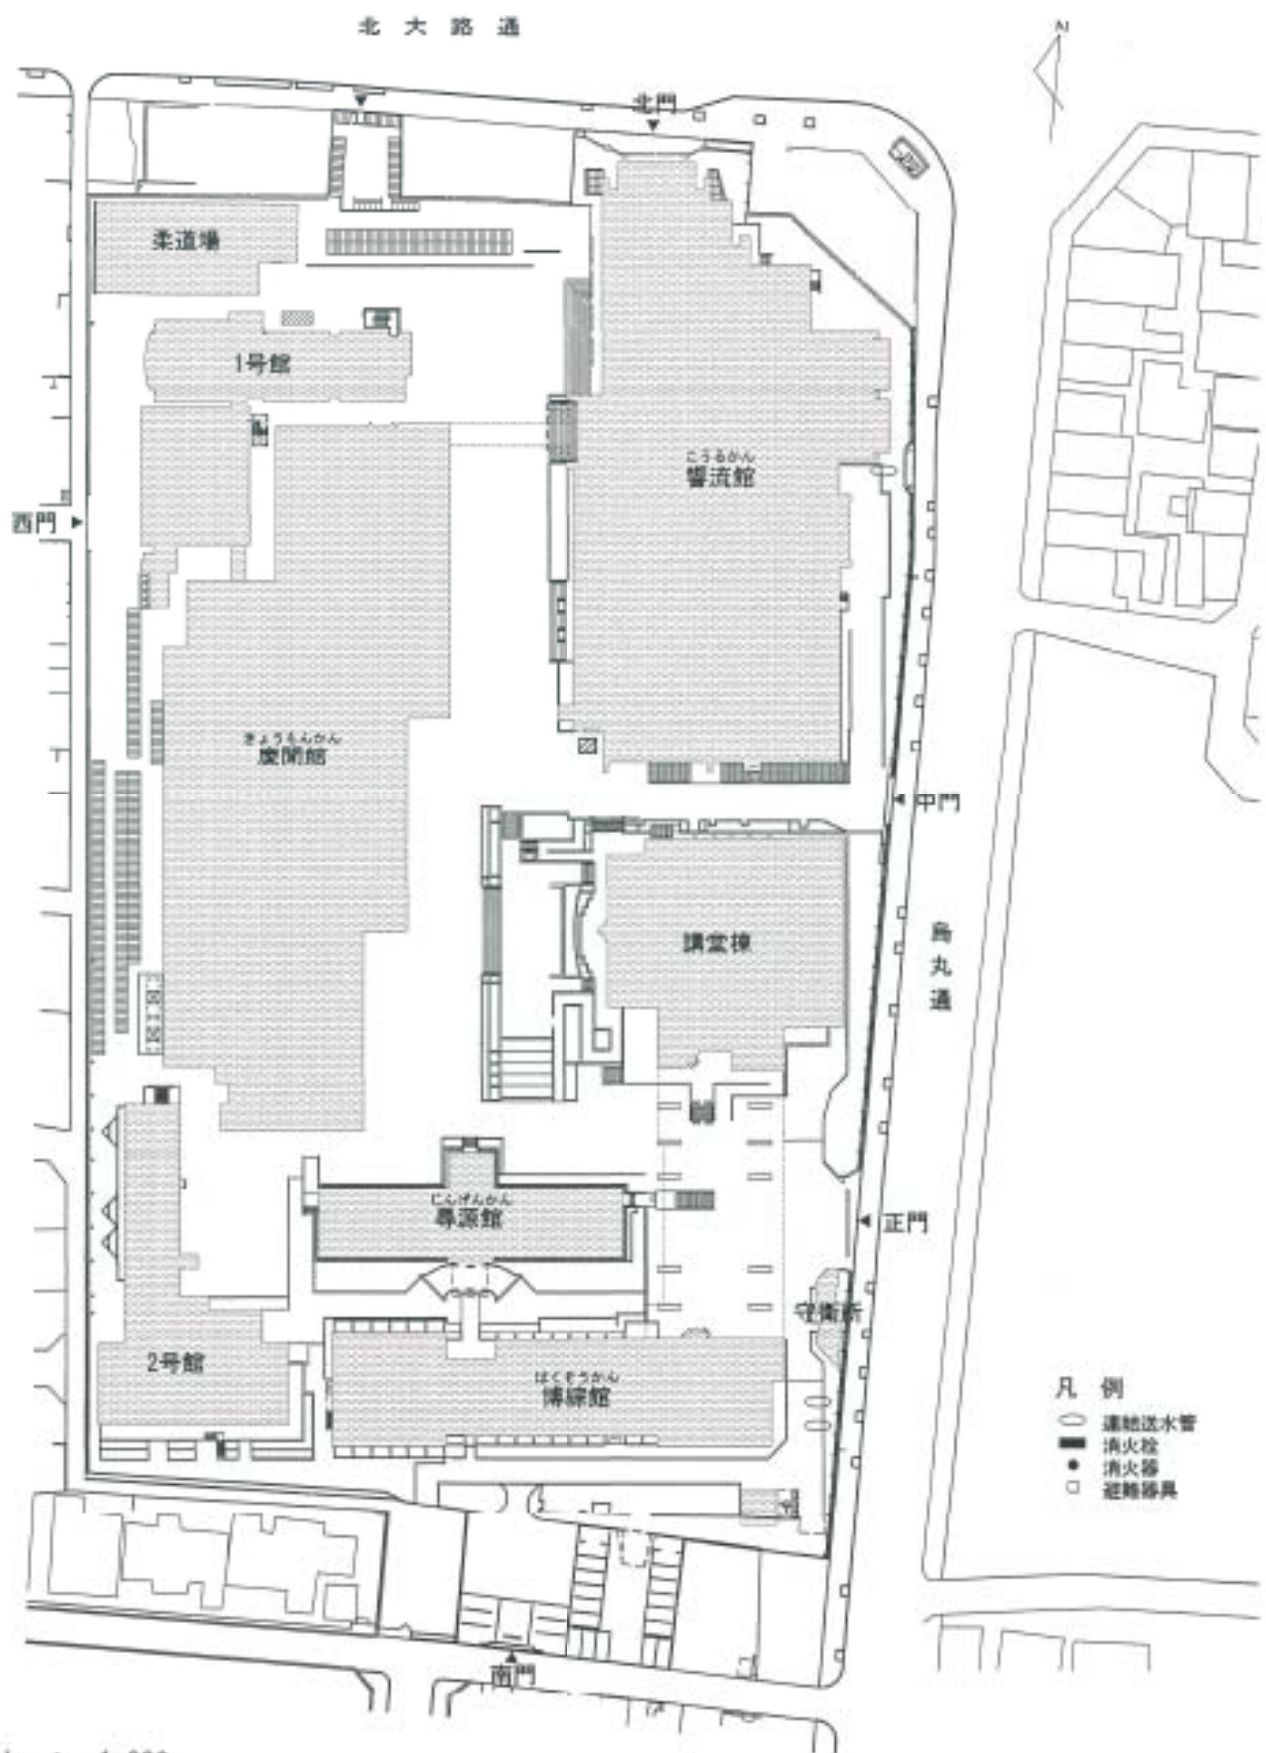 北大路通
N
北門
柔道場
1号館
こうるかん
響流館
西門
きょうもんかん
慶聞館
中門
講堂棟
烏丸通
じんげんかん
尋源館
正門
守衛所
2号館
はくそうかん
博綜館
凡例
連結送水管
消火栓
消火器
避難器具
南門